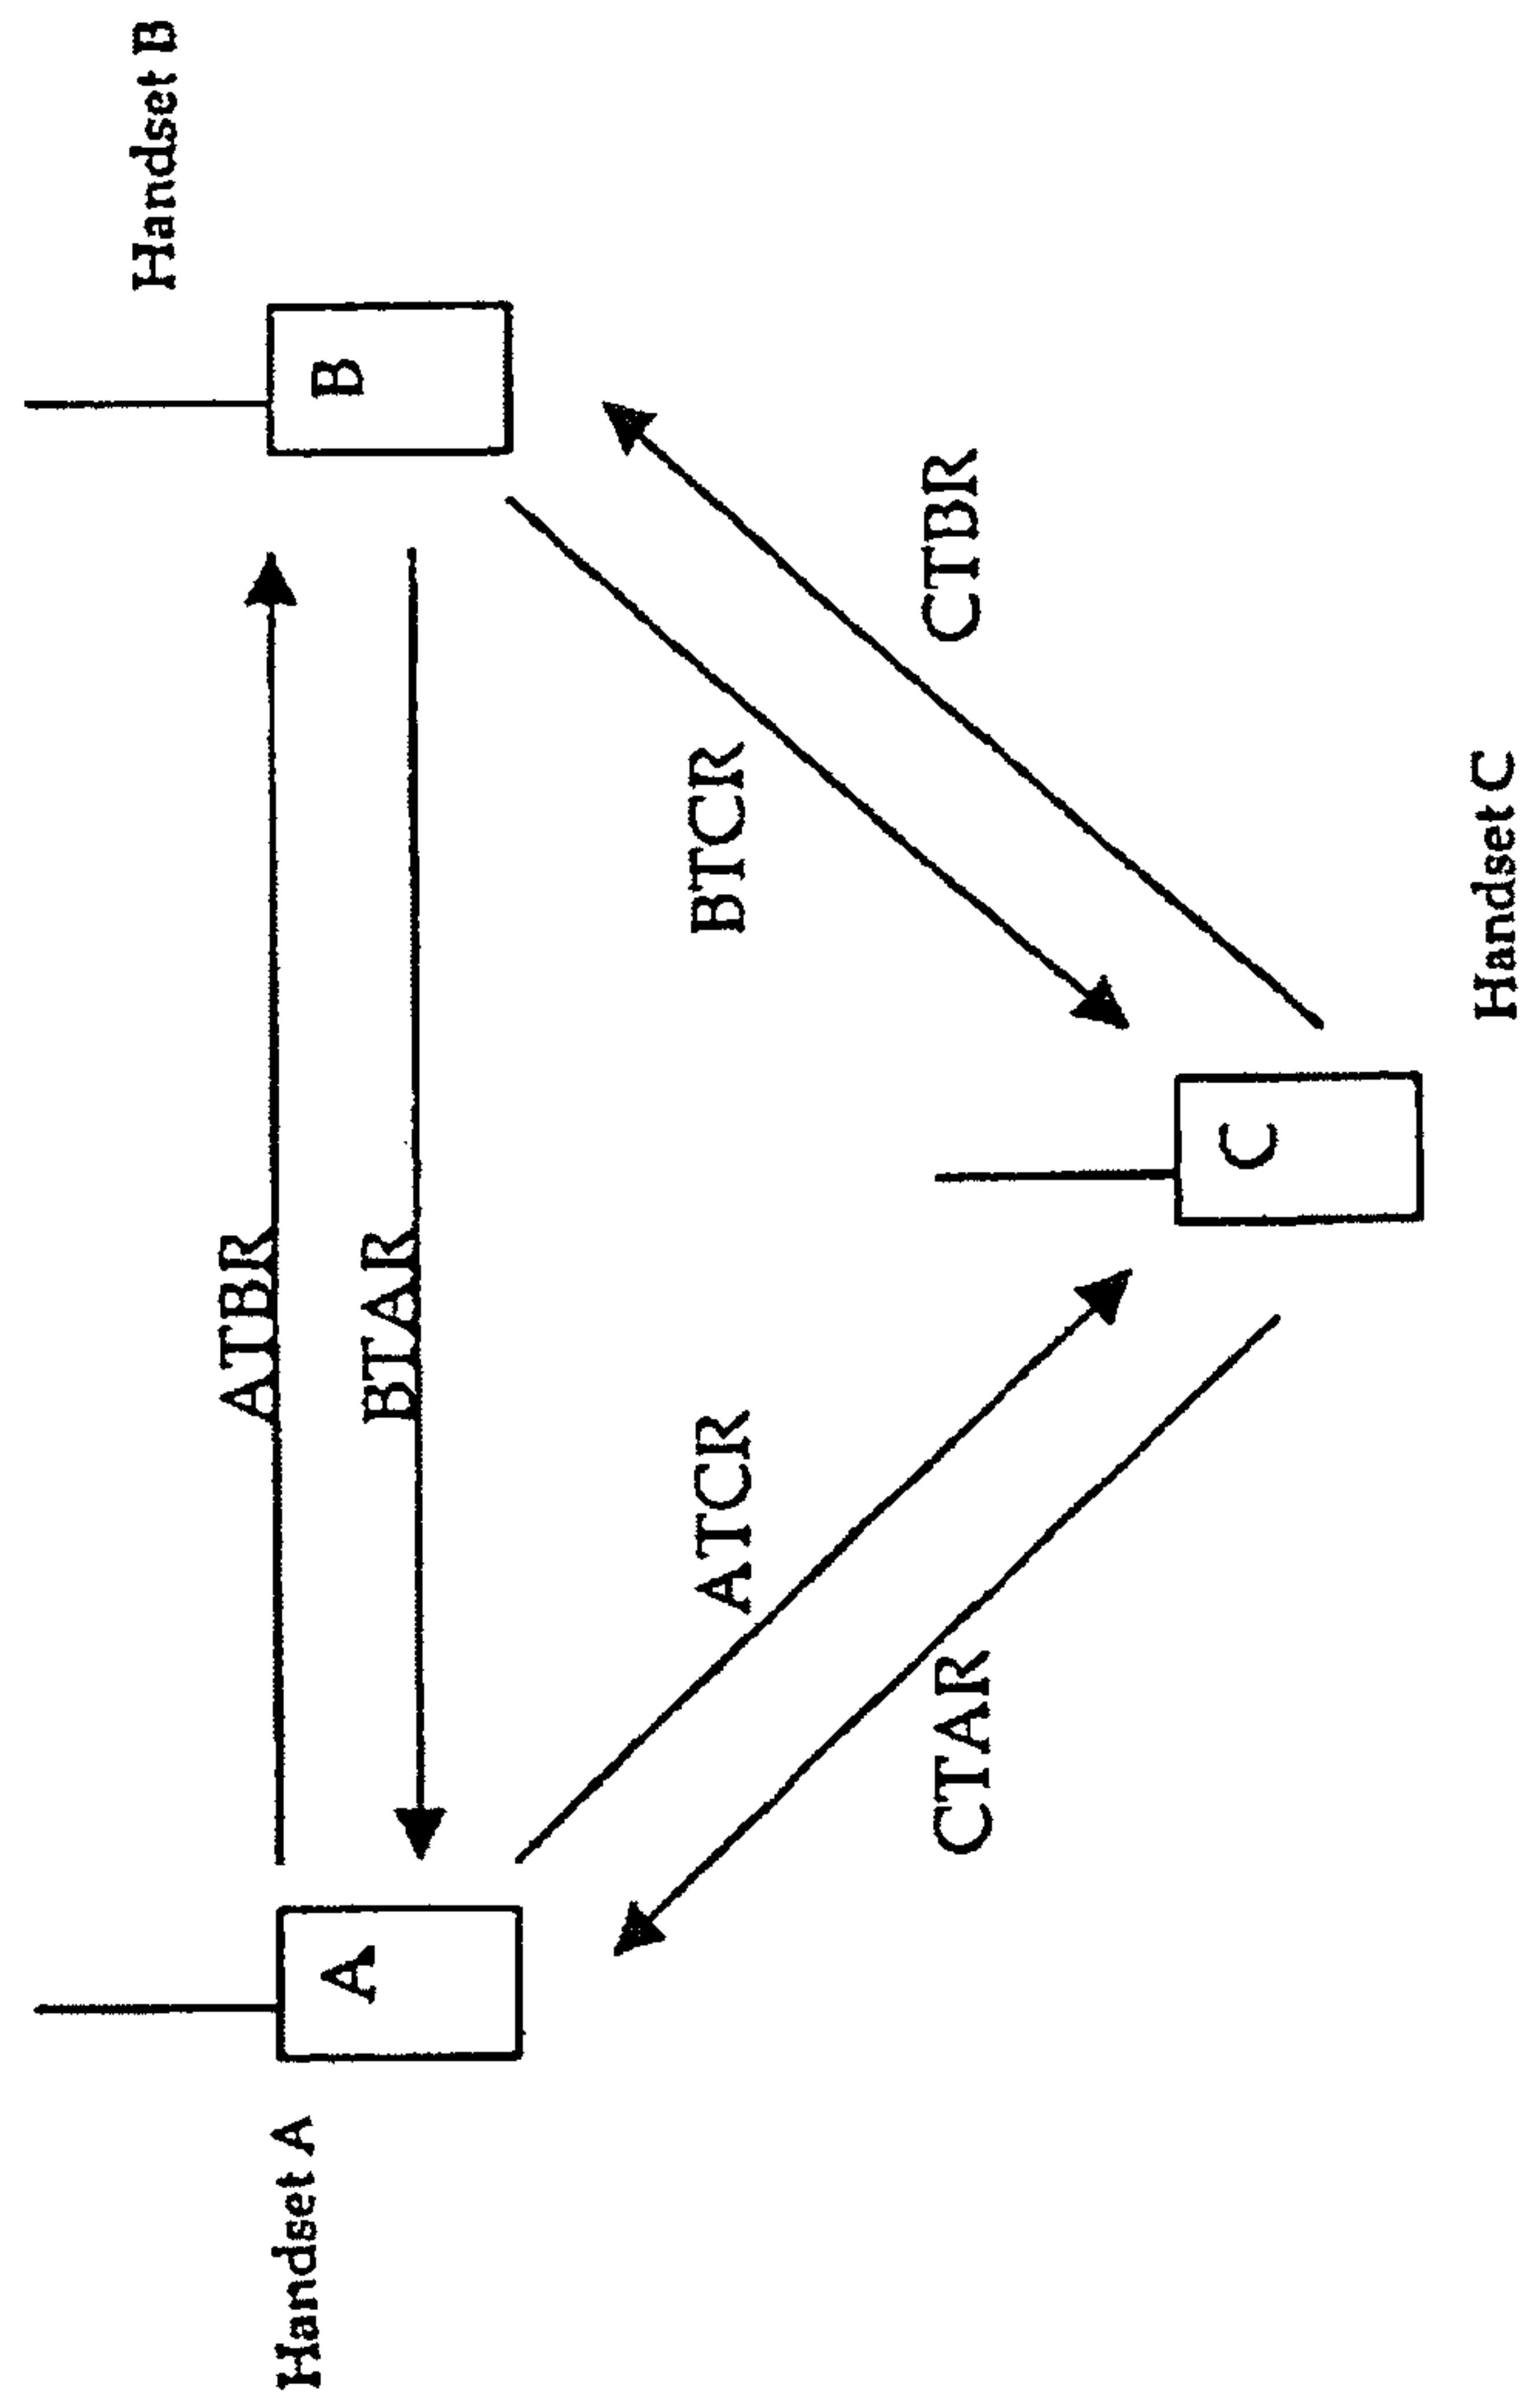 Handset A
A
ATBR
BTAR
Handset B
B
ATCR
BTCR
CTAR
CTBR
C
Handset C